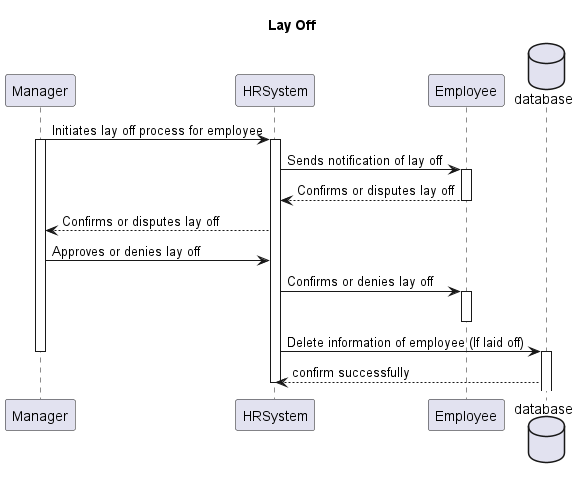 Lay Off
Manager
HRSystem
Employee
database
Initiates lay off process for employee
Sends notification of lay off
Confirms or disputes lay off
Confirms or disputes lay off
Approves or denies lay off
Confirms or denies lay off
Delete information of employee (If laid off)
confirm successfully
Manager
HRSystem
Employee
database